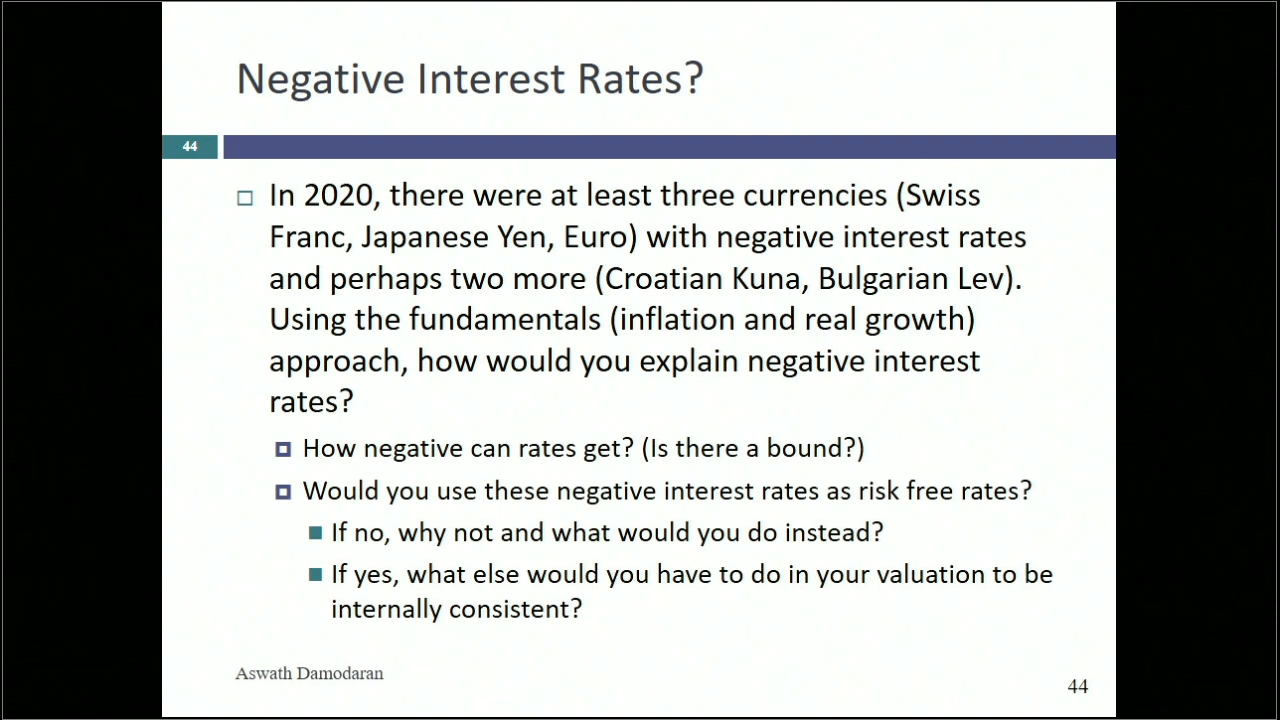 Negative Interest Rates?
44
In 2020, there were at least three currencies (Swiss
Franc, Japanese Yen, Euro) with negative interest rates
and perhaps two more (Croatian Kuna, Bulgarian Lev).
Using the fundamentals (inflation and real growth)
approach, how would you explain negative interest
rates?
How negative can rates get? (Is there a bound?)
Would you use these negative interest rates as risk free rates?
If no, why not and what would you do instead?
If yes, what else would you have to do in your valuation to be
internally consistent?
Aswath Damodaran
44